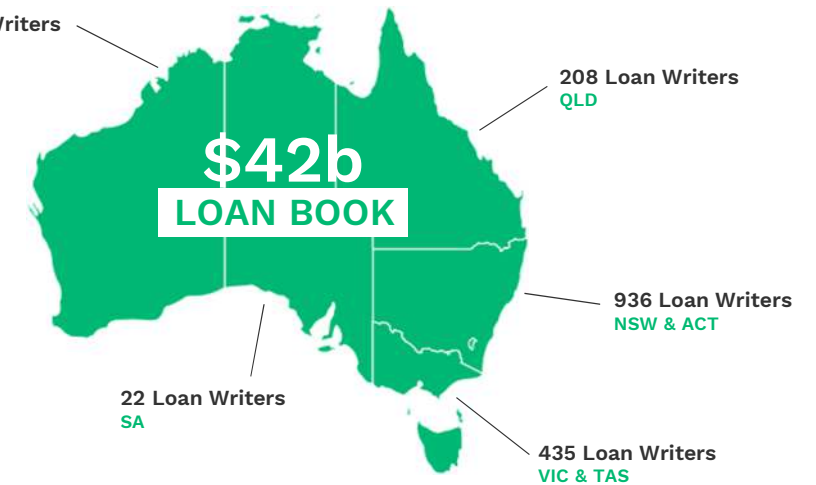 Writers
208 Loan Writers
QLD
$42b
LOAN BOOK
936 Loan Writers
NSW & ACT
22 Loan Writers
SA
435 Loan Writers
VIC & TAS